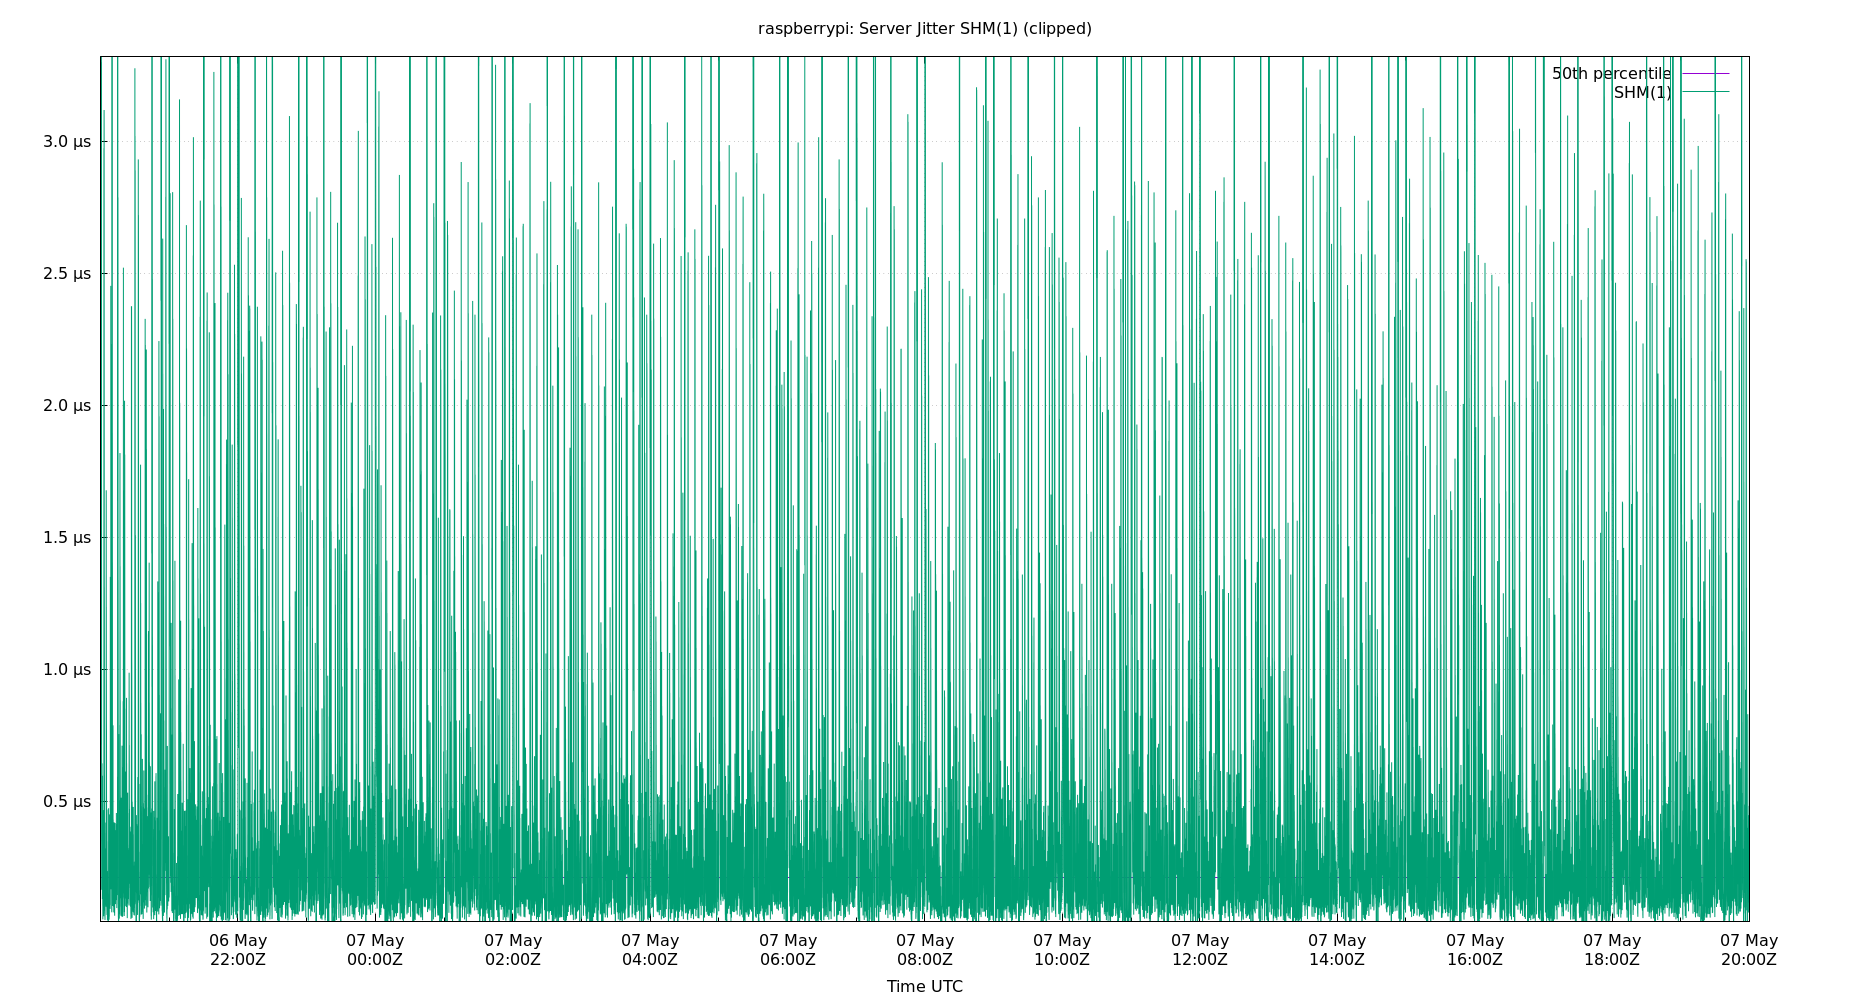 raspberrypi: Server Jitter SHM(1) (clipped)
50th percentile
SHM(1)
3.0 µs
2.5 µs
2.0 µs
1.5 µs
1.0 µs
0.5 µs
06 May 07 May 07 May 07 May 07 May 07 May 07 May 07 May 07 May 07 May 07 May 07 May
22:00Z 00:00Z 02:00Z 04:00Z 06:00Z 08:00Z 10:00Z 12:00Z 14:00Z 16:00Z 18:00Z 20:00Z
Time UTC